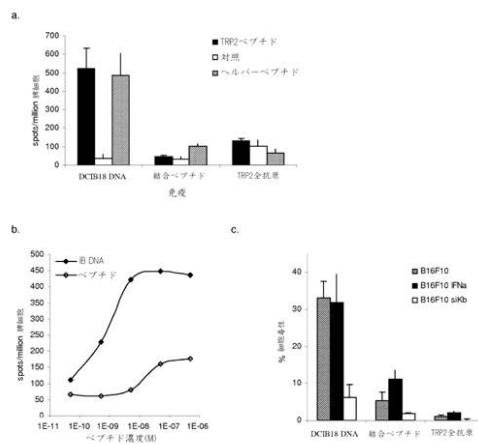 a.
700
600
500
400
300
200
100
0
spots/million 脾細胞
TRP2ペプチド
対照
ヘルパーペプチド
DCIB18 DNA
結合ペプチド
TRP2全抗原
免疫
b.
500
450
400
350
300
250
200
150
100
50
0
spots/million 脾細胞
IB DNA
ペプチド
1E-11
1E-10
1E-09
1E-08
1E-07
1E-06
ペプチド濃度(M)
c.
40
30
20
10
0
% 細胞毒性
B16F10
B16F10 IFNa
B16F10 siKb
DCIB18 DNA
結合ペプチド
TRP2全抗原